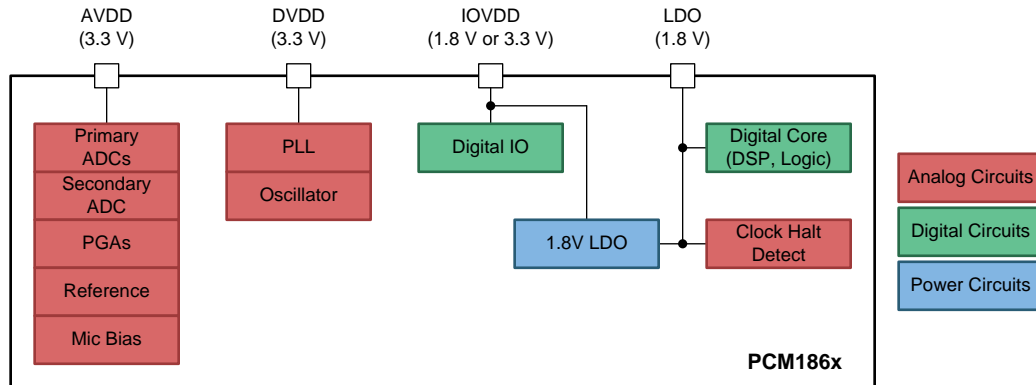 AVDD
(3.3 V)
DVDD
(3.3 V)
IOVDD
(1.8 V or 3.3 V)
LDO
(1.8 V)
Primary
ADCs
Secondary
ADC
PGAs
Reference
Mic Bias
PLL
Oscillator
Digital IO
1.8V LDO
Digital Core
(DSP, Logic)
Clock Halt
Detect
PCM186x
Analog Circuits
Digital Circuits
Power Circuits